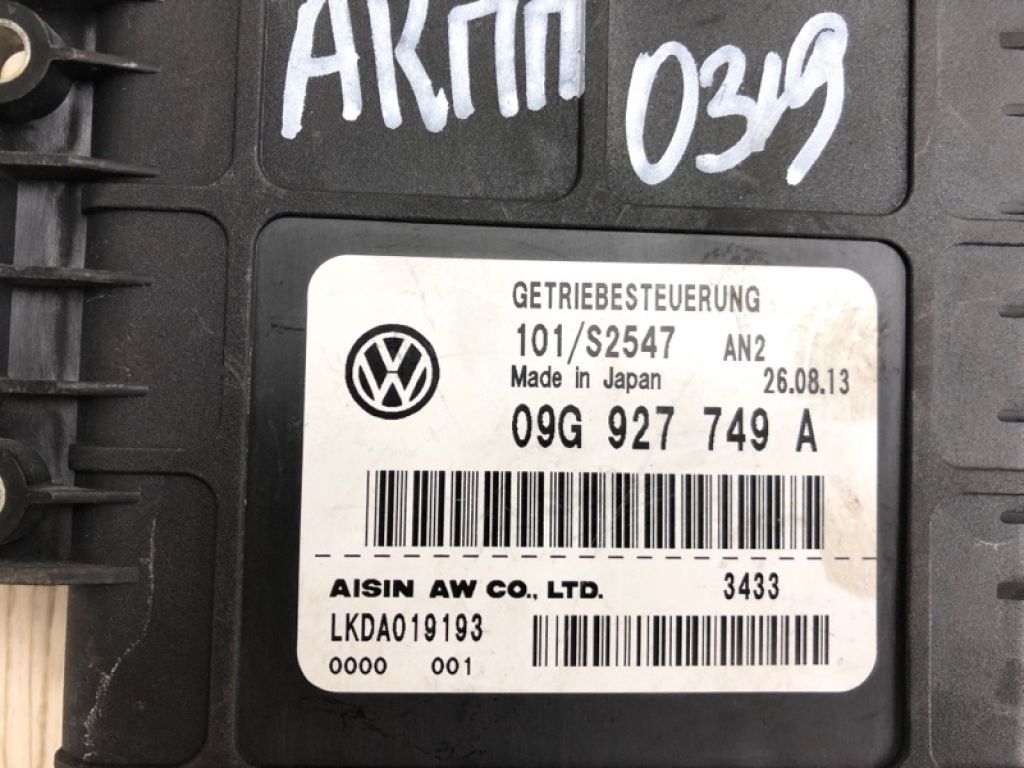 АКПП
0319
GETRIEBESTEUERUNG
101/S2547 AN2
Made in Japan 26.08.13
09G 927 749 A
AISIN AW CO., LTD. 3433
LKDA019193
0000 001